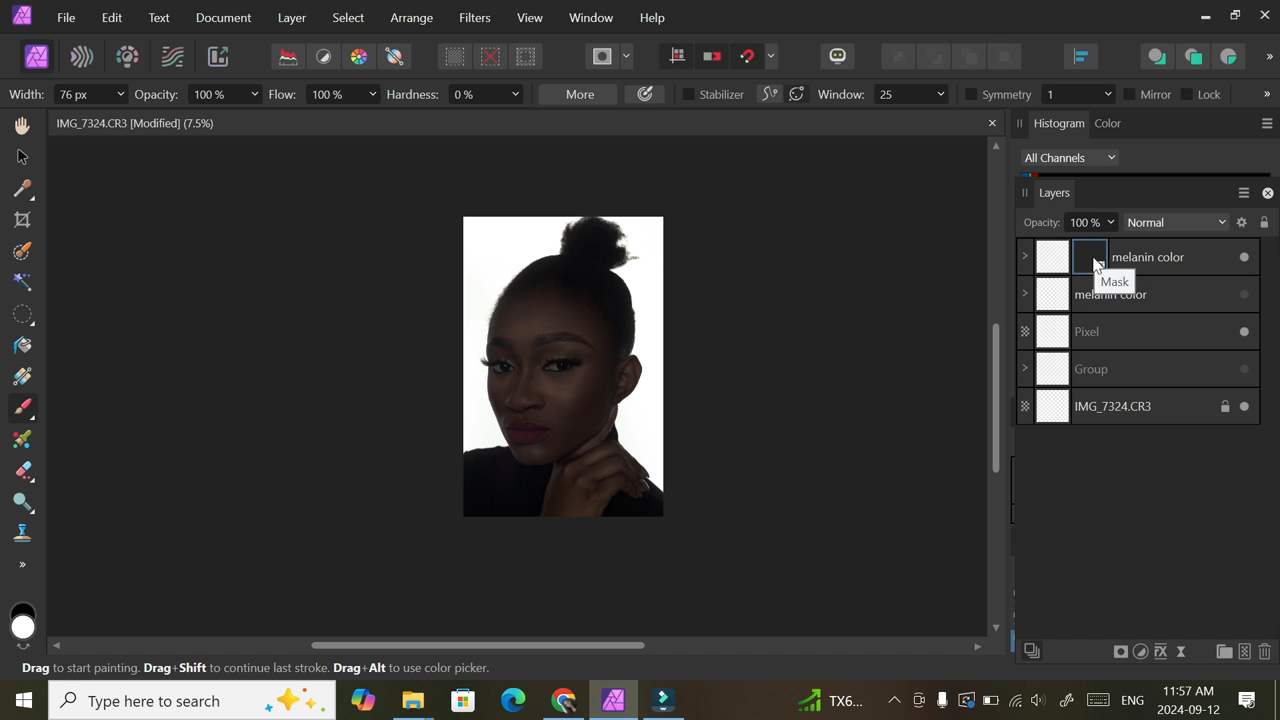 File Edit Text Document Layer Select Arrange Filters View Window Help
Width: 76 px Opacity: 100 % Flow: 100 % Hardness: 0 % More Stabilizer Window: 25 Symmetry 1 Mirror Lock »
IMG_7324.CR3 [Modified] (7.5%)
Histogram Color
All Channels
Layers
Opacity: 100 % Normal
melanin color
Mask
melanin color
Pixel
Group
IMG_7324.CR3
Drag to start painting. Drag+Shift to continue last stroke. Drag+Alt to use color picker.
Type here to search
TX6...
ENG
1:57 AM
2024-09-12